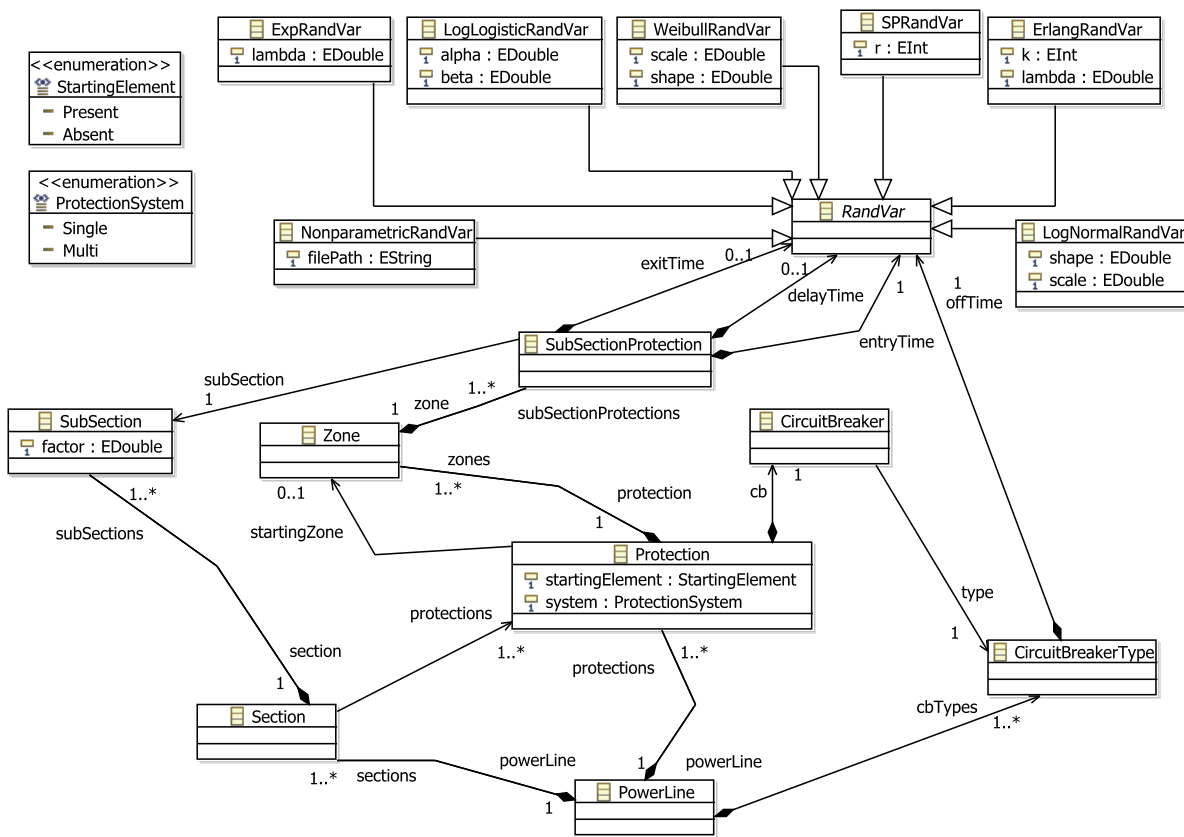 <<enumeration>>
StartingElement
Present
Absent
<<enumeration>>
ProtectionSystem
Single
Multi
ExpRandVar
lambda : EDouble
LogLogisticRandVar
alpha : EDouble
beta : EDouble
WeibullRandVar
scale : EDouble
shape : EDouble
SPRandVar
r : EInt
ErlangRandVar
k : EInt
lambda : EDouble
RandVar
NonparametricRandVar
filePath : EString
LogNormalRandVar
shape : EDouble
scale : EDouble
exitTime
0..1
0..1
delayTime
1
entryTime
1
offTime
SubSectionProtection
subSection
1
1..*
zone
1
subSectionProtections
SubSection
factor : EDouble
Zone
CircuitBreaker
1..*
subSections
0..1
startingZone
zones
1..*
protection
1
cb
1
type
1
Protection
startingElement : StartingElement
system : ProtectionSystem
protections
1..*
protections
1..*
section
1
CircuitBreakerType
cbTypes
1..*
Section
1..*
sections
powerLine
1
1
powerLine
PowerLine